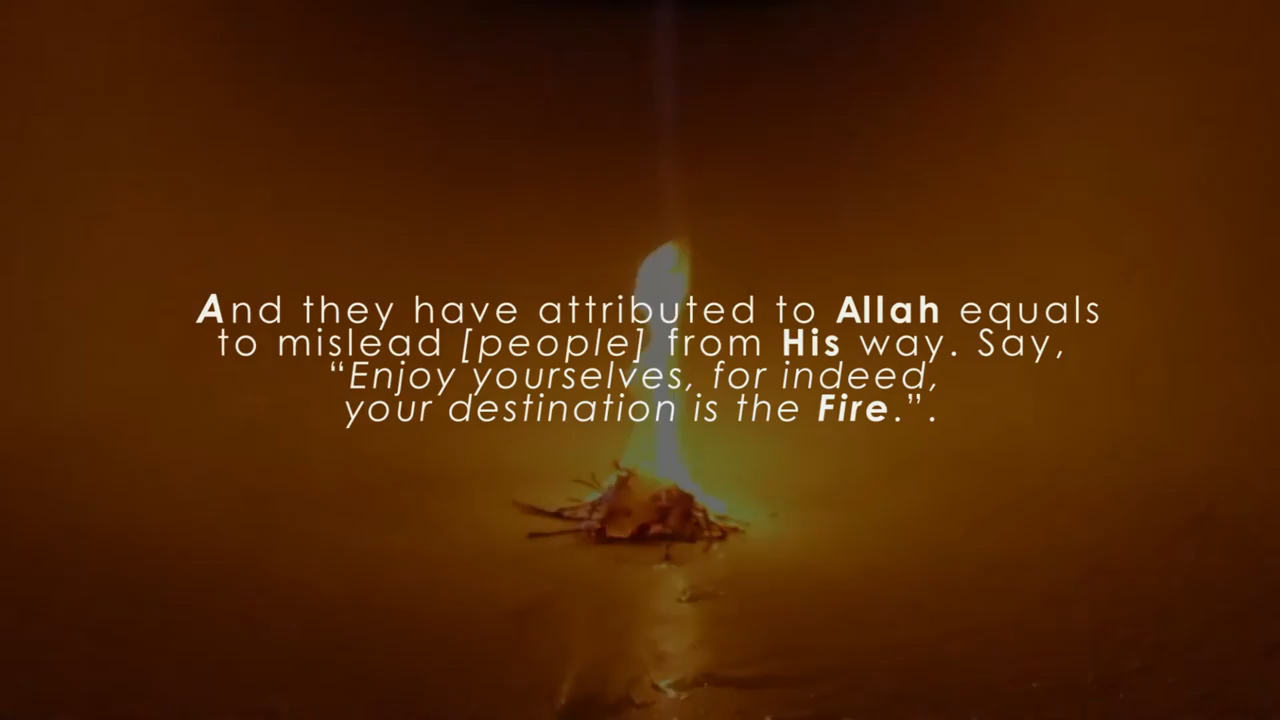 And they have attributed to Allah equals
to mislead [people] from His way. Say,
“Enjoy yourselves, for indeed,
your destination is the Fire.”.